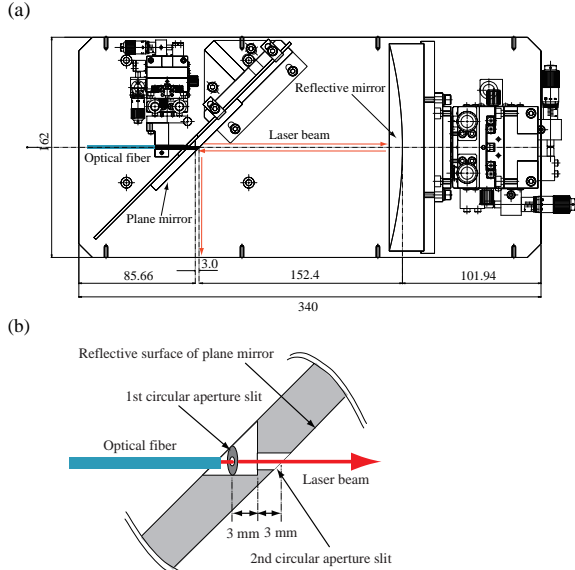 (a)
162
Reflective mirror
Laser beam
Optical fiber
Plane mirror
3.0
85.66
152.4
101.94
340
(b)
Reflective surface of plane mirror
1st circular aperture slit
Optical fiber
Laser beam
3 mm
3 mm
2nd circular aperture slit